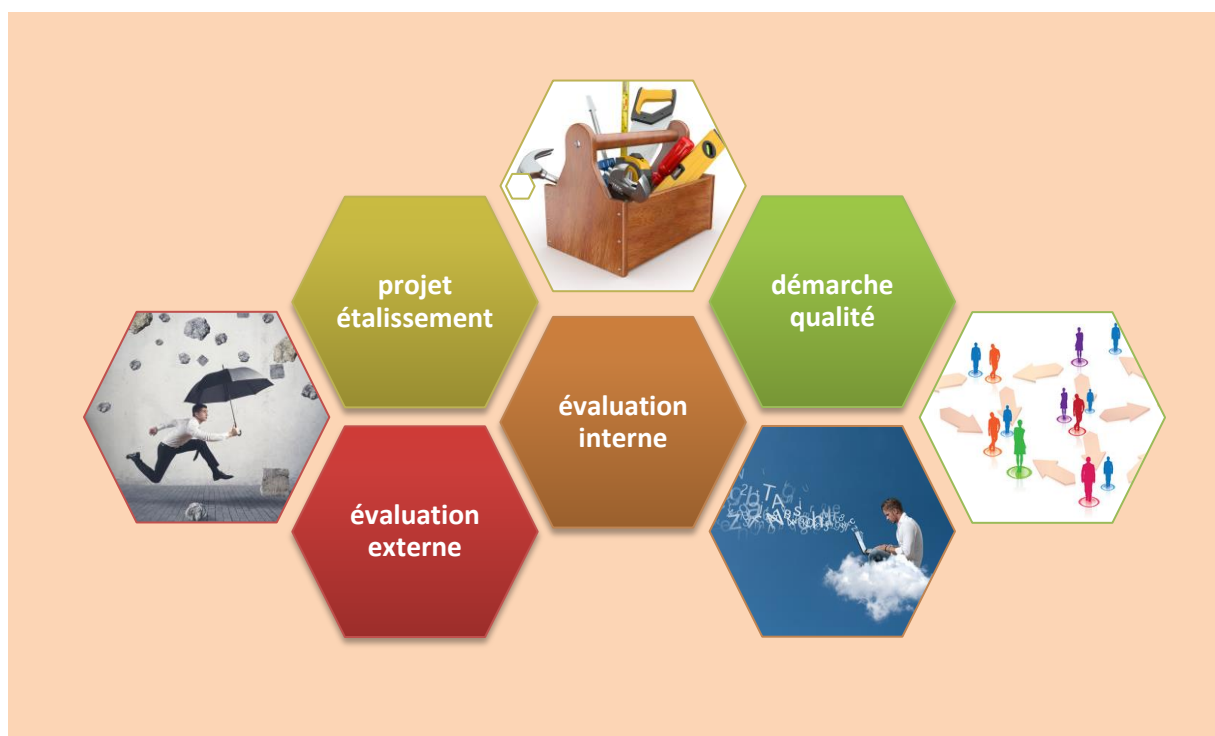 projet
étalissement
démarche
qualité
évaluation
interne
évaluation
externe